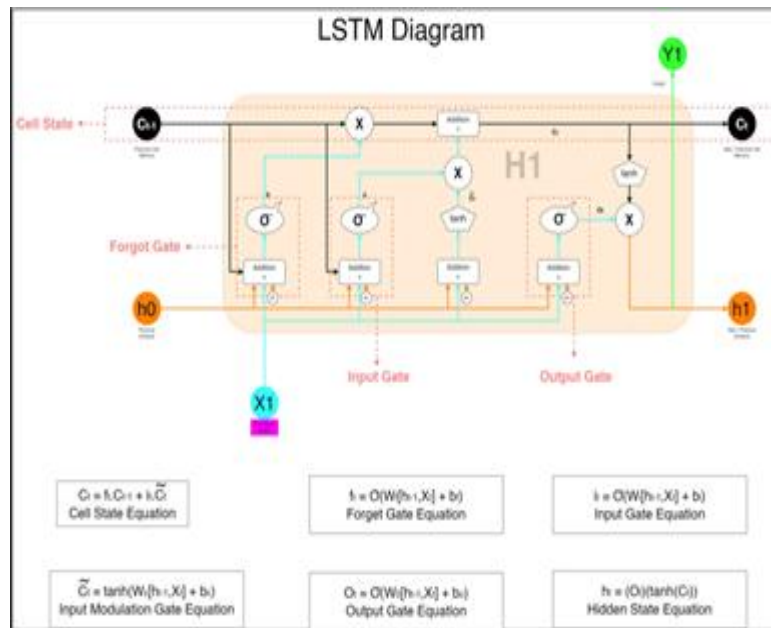 LSTM Diagram
Y1
Cell State
Cₜ₋₁
X
Addition
Cₜ
H1
tanh
X
σ
σ
tanh
σ
X
Forgot Gate
Addition
Addition
Addition
Addition
h0
h1
Input Gate
Output Gate
X1
Cₜ = fₜ.Cₜ₋₁ + iₜ.C̃ₜ
Cell State Equation
fₜ = σ(Wf[hₜ₋₁,Xₜ] + bf)
Forget Gate Equation
iₜ = σ(Wi[hₜ₋₁,Xₜ] + bi)
Input Gate Equation
C̃ₜ = tanh(Wc[hₜ₋₁,Xₜ] + bc)
Input Modulation Gate Equation
Oₜ = σ(Wo[hₜ₋₁,Xₜ] + bo)
Output Gate Equation
hₜ = (Oₜ)(tanh(Cₜ))
Hidden State Equation